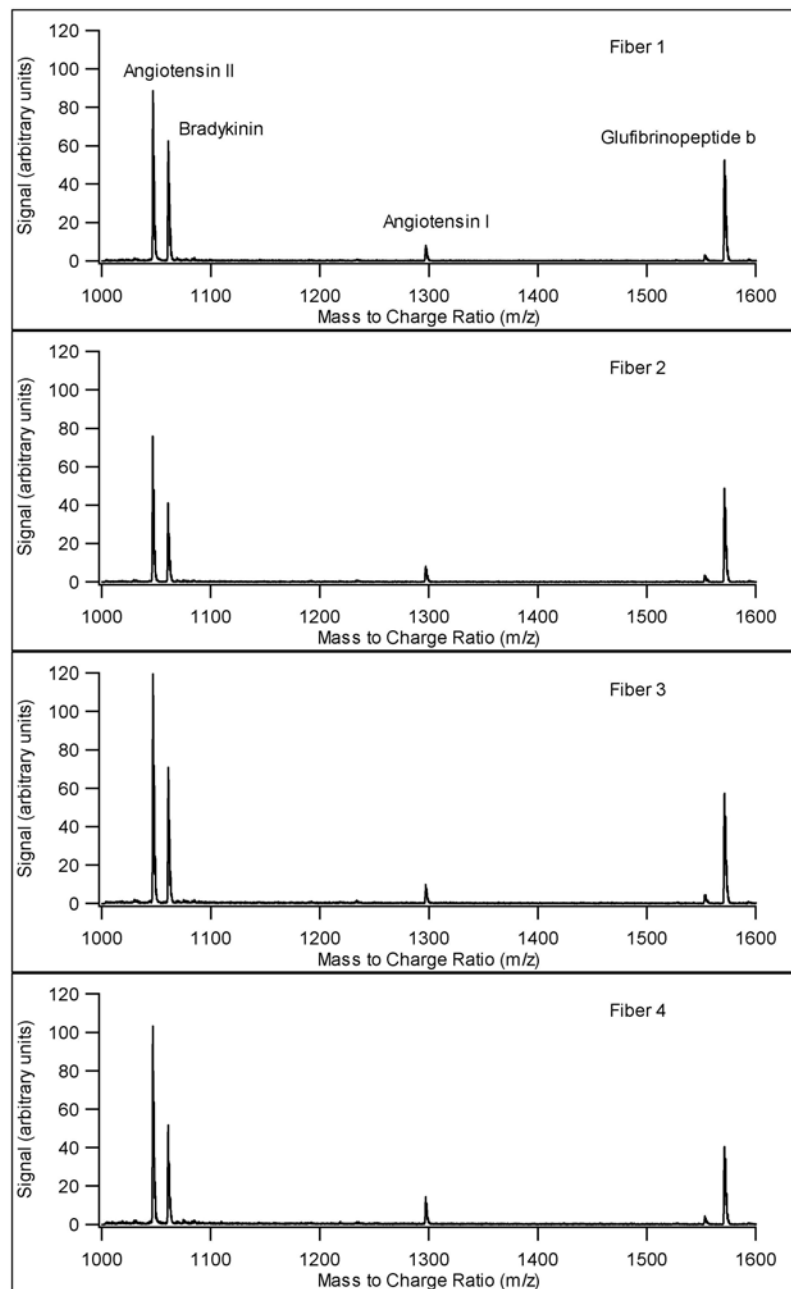 120
100
80
60
40
20
0
Signal (arbitrary units)
Fiber 1
Angiotensin II
Bradykinin
Glufibrinopeptide b
Angiotensin I
1000 1100 1200 1300 1400 1500 1600
Mass to Charge Ratio (m/z)
120
100
80
60
40
20
0
Signal (arbitrary units)
Fiber 2
1000 1100 1200 1300 1400 1500 1600
Mass to Charge Ratio (m/z)
120
100
80
60
40
20
0
Signal (arbitrary units)
Fiber 3
1000 1100 1200 1300 1400 1500 1600
Mass to Charge Ratio (m/z)
120
100
80
60
40
20
0
Signal (arbitrary units)
Fiber 4
1000 1100 1200 1300 1400 1500 1600
Mass to Charge Ratio (m/z)